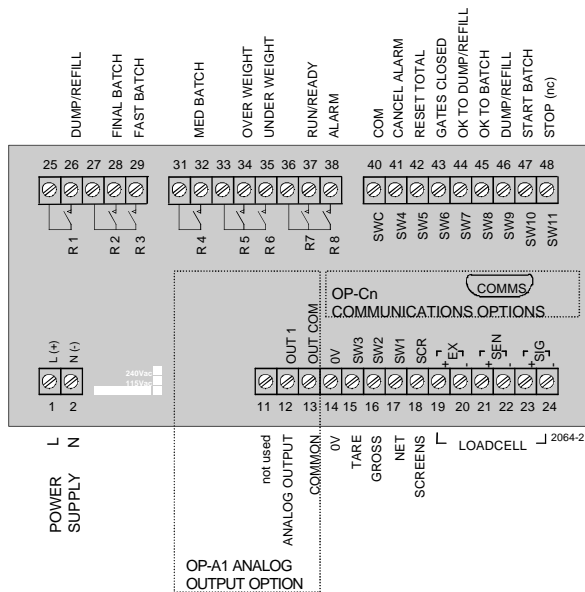 DUMP/REFILL
FINAL BATCH
FAST BATCH
MED BATCH
OVER WEIGHT
UNDER WEIGHT
RUN/READY
ALARM
COM
CANCEL ALARM
RESET TOTAL
GATES CLOSED
OK TO DUMP/REFILL
OK TO BATCH
DUMP/REFILL
START BATCH
STOP (nc)
25 26 27 28 29
31 32 33 34 35 36 37 38
40 41 42 43 44 45 46 47 48
R 1
R 2
R 3
R 4
R 5
R 6
R7
R 8
SWC
SW4
SW5
SW6
SW7
SW8
SW9
SW10
SW11
OP-Cn
COMMS.
COMMUNICATIONS OPTIONS
L (+)
N (-)
240Vac
115Vac
OUT 1
OUT COM
0V
SW3
SW2
SW1
SCR
+ EX -
+ SEN -
+ SIG -
1 2
11 12 13 14 15 16 17 18 19 20 21 22 23 24
L
N
POWER
SUPPLY
not used
ANALOG OUTPUT
COMMON
0V
TARE
GROSS
NET
SCREENS
LOADCELL
2064-2
OP-A1 ANALOG
OUTPUT OPTION